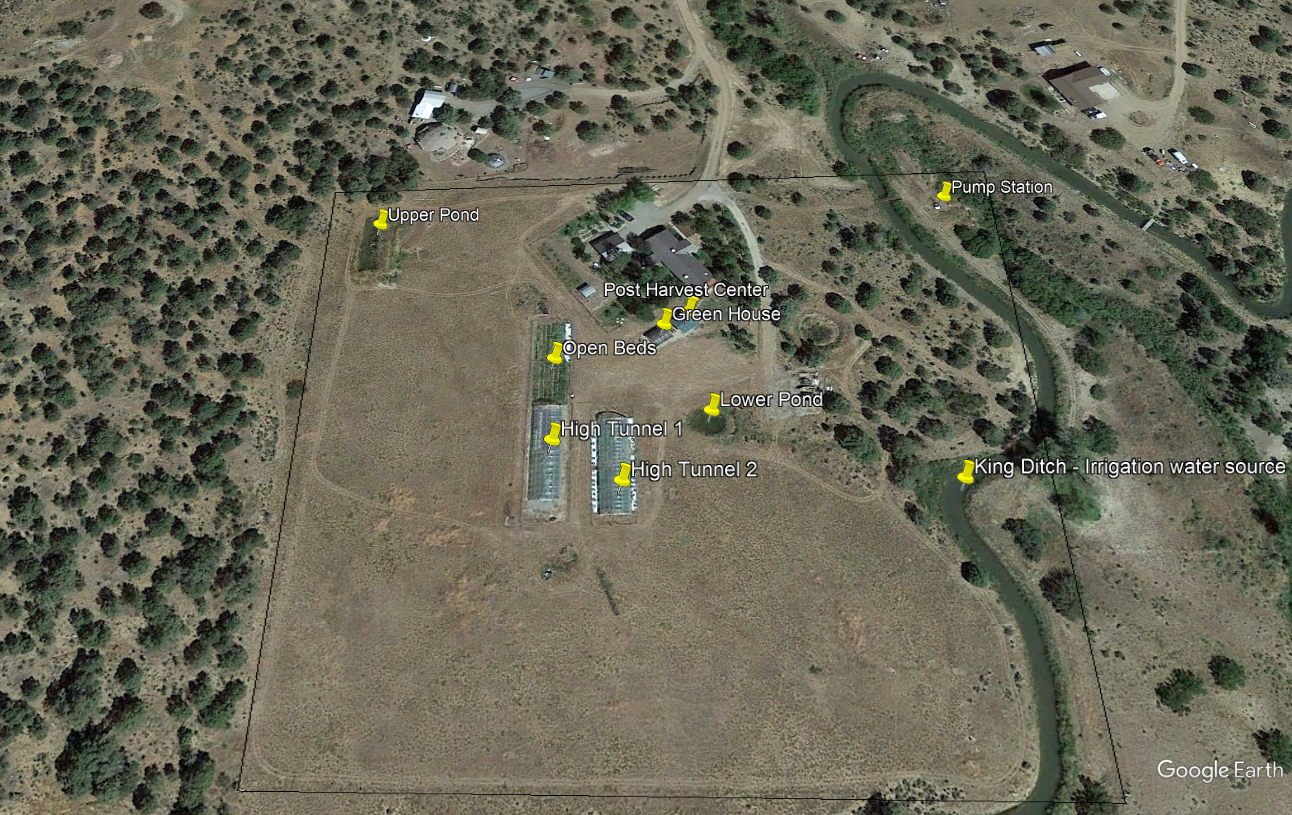 Pump Station
Upper Pond
Post Harvest Center
Green House
Open Beds
Lower Pond
High Tunnel 1
High Tunnel 2
King Ditch - Irrigation water source
Google Earth